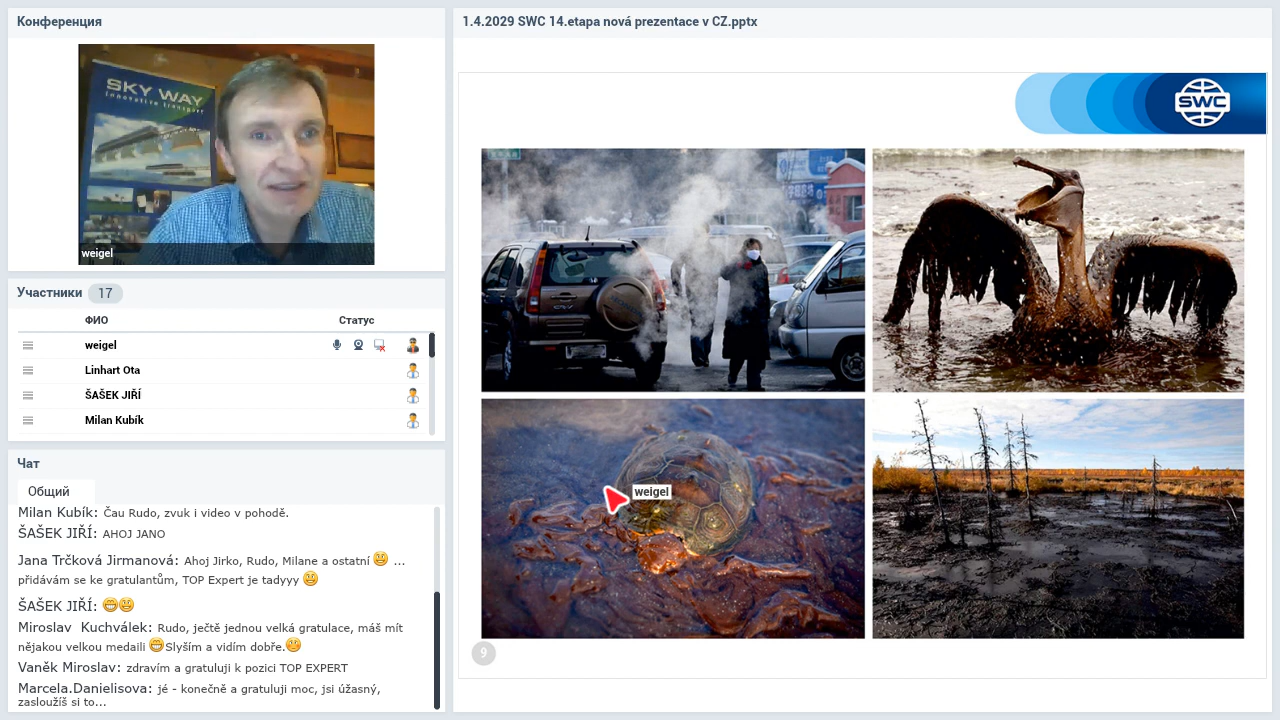 Конференция
SKY WAY
Innovative transport
weigel
Участники 17
ФИО Статус
weigel
Linhart Ota
ŠAŠEK JIŘÍ
Milan Kubík
Чат
Общий
Milan Kubík: Čau Rudo, zvuk i video v pohodě.
ŠAŠEK JIŘÍ: AHOJ JANO
Jana Trčková Jirmanová: Ahoj Jirko, Rudo, Milane a ostatní ...
přidávám se ke gratulantům, TOP Expert je tadyyy
ŠAŠEK JIŘÍ:
Miroslav Kuchválek: Rudo, ječtě jednou velká gratulace, máš mít
nějakou velkou medaili Slyším a vidím dobře.
Vaněk Miroslav: zdravím a gratuluji k pozici TOP EXPERT
Marcela.Danielisova: jé - konečně a gratuluji moc, jsi úžasný,
zasloužíš si to...
1.4.2029 SWC 14.etapa nová prezentace v CZ.pptx
SWC
weigel
9